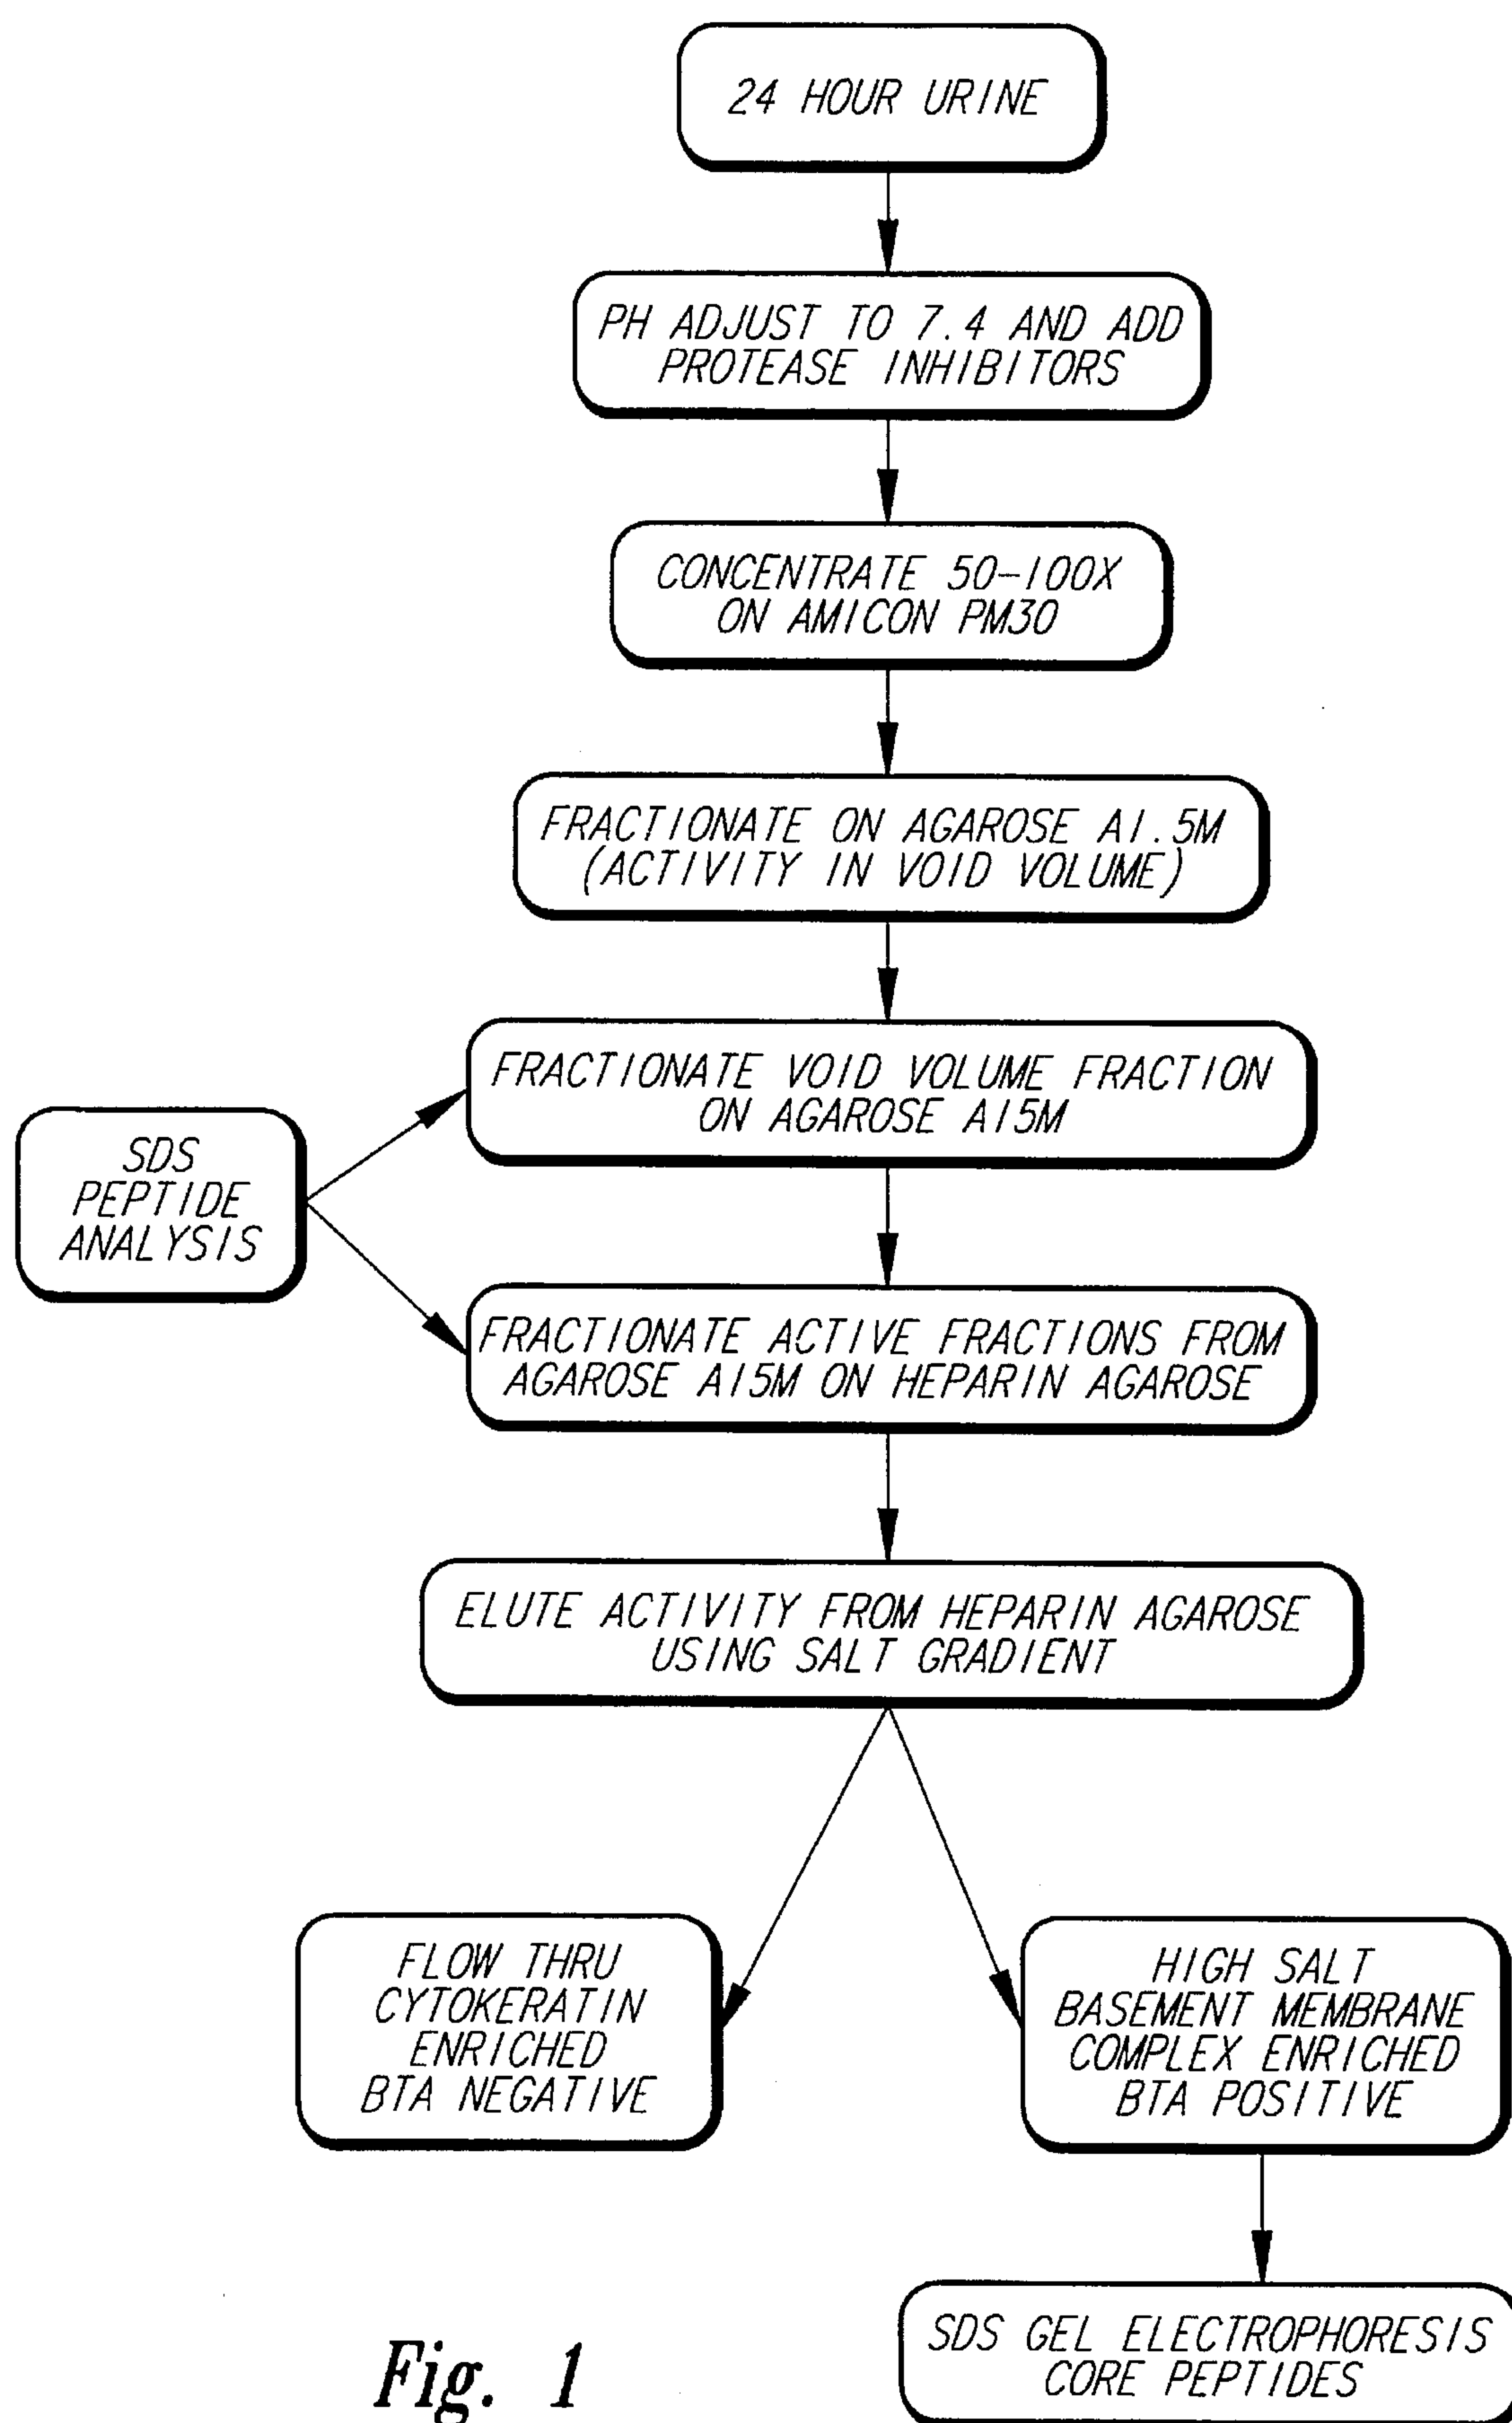 24 HOUR URINE
PH ADJUST TO 7.4 AND ADD
PROTEASE INHIBITORS
CONCENTRATE 50-100X
ON AMICON PM30
FRACTIONATE ON AGAROSE A1.5M
(ACTIVITY IN VOID VOLUME)
FRACTIONATE VOID VOLUME FRACTION
ON AGAROSE A15M
SDS
PEPTIDE
ANALYSIS
FRACTIONATE ACTIVE FRACTIONS FROM
AGAROSE A15M ON HEPARIN AGAROSE
ELUTE ACTIVITY FROM HEPARIN AGAROSE
USING SALT GRADIENT
FLOW THRU
CYTOKERATIN
ENRICHED
BTA NEGATIVE
HIGH SALT
BASEMENT MEMBRANE
COMPLEX ENRICHED
BTA POSITIVE
SDS GEL ELECTROPHORESIS
CORE PEPTIDES
Fig. 1